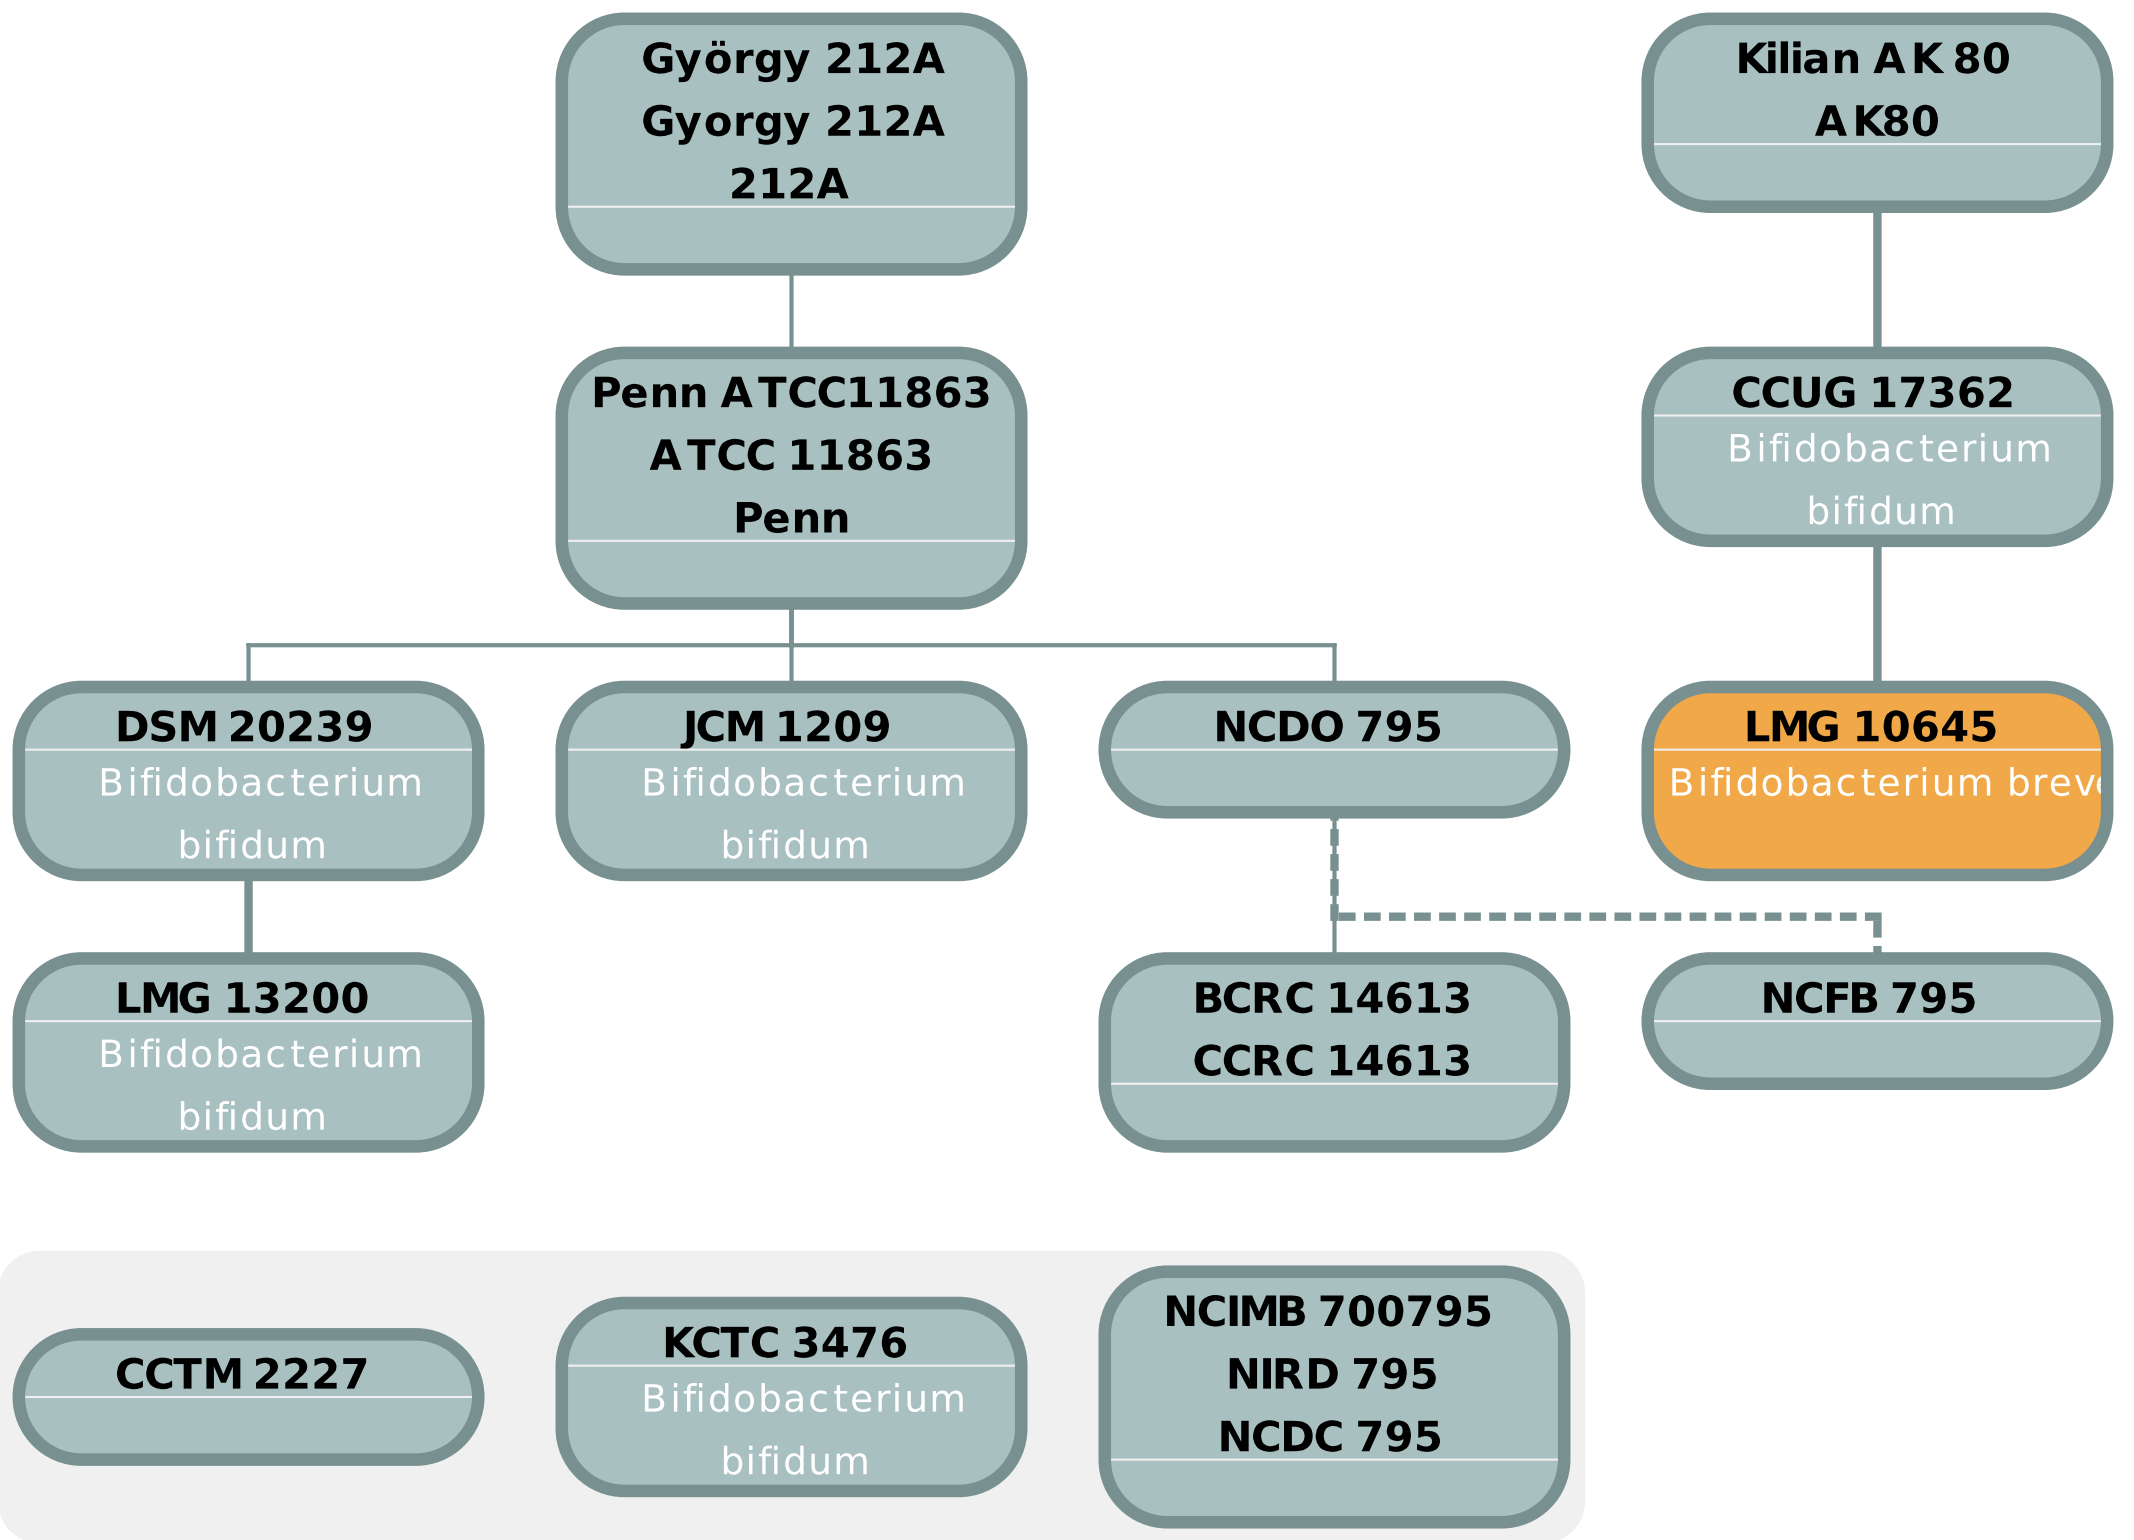 György 212A
Gyorgy 212A
212A
Kilian AK 80
AK80
Penn ATCC11863
ATCC 11863
Penn
CCUG 17362
Bifidobacterium
bifidum
DSM 20239
Bifidobacterium
bifidum
JCM 1209
Bifidobacterium
bifidum
NCDO 795
LMG 10645
Bifidobacterium breve
LMG 13200
Bifidobacterium
bifidum
BCRC 14613
CCRC 14613
NCFB 795
CCTM 2227
KCTC 3476
Bifidobacterium
bifidum
NCIMB 700795
NIRD 795
NCDC 795